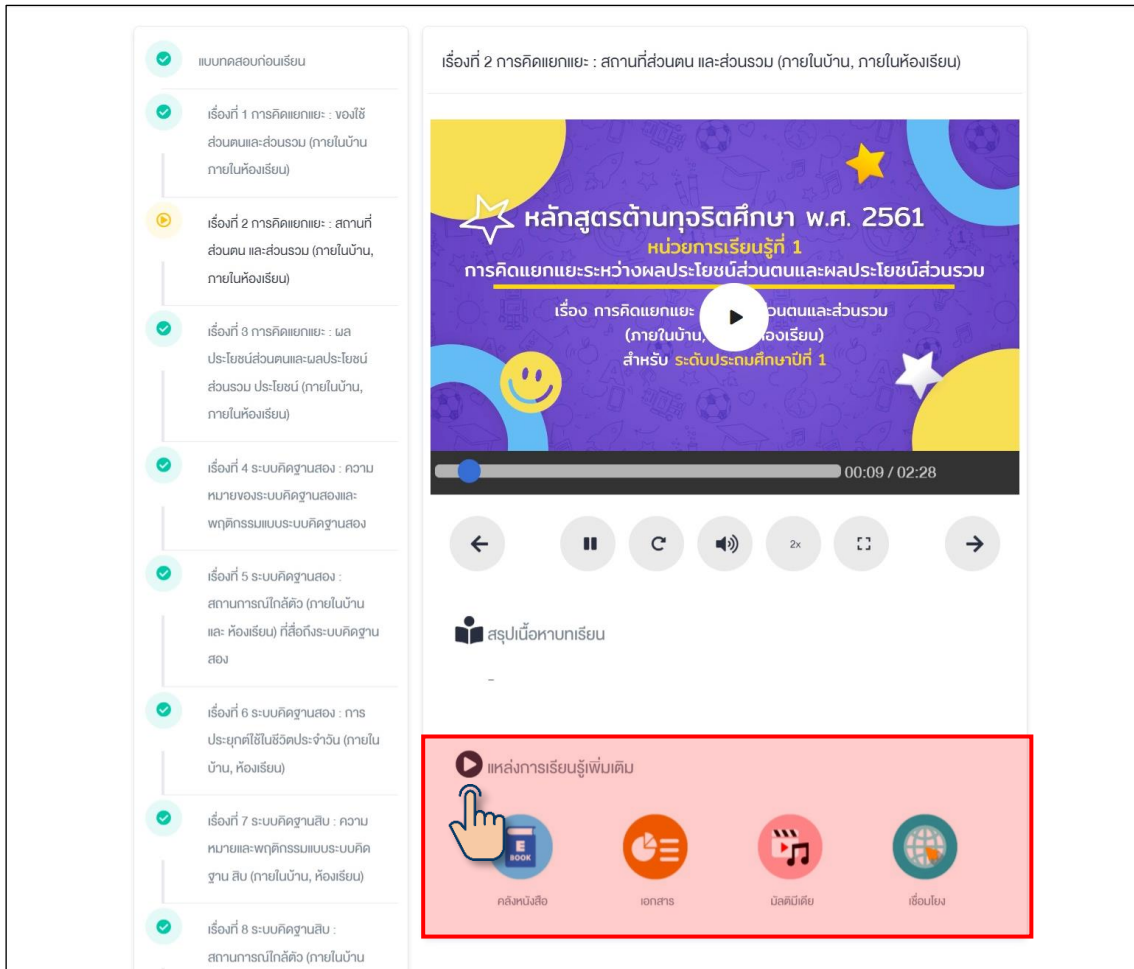 แบบทดสอบก่อนเรียน
เรื่องที่ 1 การคิดแยกแยะ : ของใช้
ส่วนตนและส่วนรวม (ภายในบ้าน
ภายในห้องเรียน)
เรื่องที่ 2 การคิดแยกแยะ : สถานที่
ส่วนตน และส่วนรวม (ภายในบ้าน,
ภายในห้องเรียน)
เรื่องที่ 3 การคิดแยกแยะ : ผล
ประโยชน์ส่วนตนและผลประโยชน์
ส่วนรวม ประโยชน์ (ภายในบ้าน,
ภายในห้องเรียน)
เรื่องที่ 4 ระบบคิดฐานสอง : ความ
หมายของระบบคิดฐานสองและ
พฤติกรรมแบบระบบคิดฐานสอง
เรื่องที่ 5 ระบบคิดฐานสอง :
สถานการณ์ใกล้ตัว (ภายในบ้าน
และ ห้องเรียน) ที่สื่อถึงระบบคิดฐาน
สอง
เรื่องที่ 6 ระบบคิดฐานสอง : การ
ประยุกต์ใช้ในชีวิตประจำวัน (ภายใน
บ้าน, ห้องเรียน)
เรื่องที่ 7 ระบบคิดฐานสิบ : ความ
หมายและพฤติกรรมแบบระบบคิด
ฐาน สิบ (ภายในบ้าน, ห้องเรียน)
เรื่องที่ 8 ระบบคิดฐานสิบ :
สถานการณ์ใกล้ตัว (ภายในบ้าน
เรื่องที่ 2 การคิดแยกแยะ : สถานที่ส่วนตน และส่วนรวม (ภายในบ้าน, ภายในห้องเรียน)
หลักสูตรต้านทุจริตศึกษา พ.ศ. 2561
หน่วยการเรียนรู้ที่ 1
การคิดแยกแยะระหว่างผลประโยชน์ส่วนตนและผลประโยชน์ส่วนรวม
เรื่อง การคิดแยกแยะ วนตนและส่วนรวม
(ภายในบ้าน, องเรียน)
สำหรับ ระดับประถมศึกษาปีที่ 1
00:09 / 02:28
2x
สรุปเนื้อหาบทเรียน
-
แหล่งการเรียนรู้เพิ่มเติม
E
BOOK
คลังหนังสือ
เอกสาร
มัลติมีเดีย
เชื่อมโยง